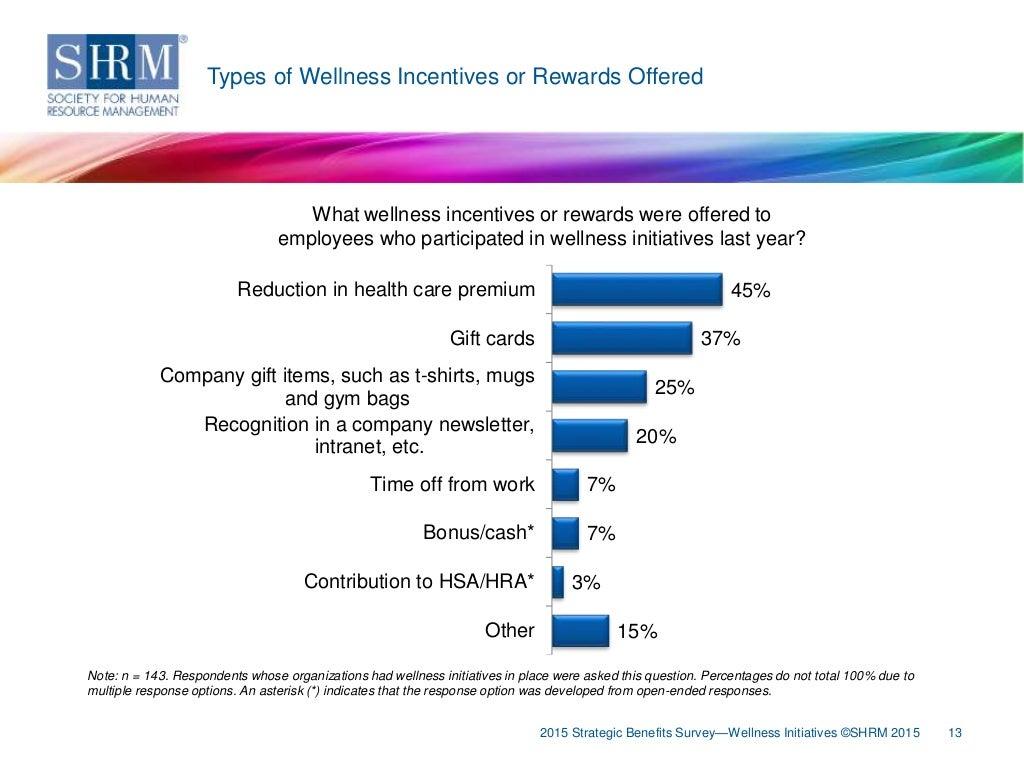 SHRM®
SOCIETY FOR HUMAN
RESOURCE MANAGEMENT
Types of Wellness Incentives or Rewards Offered
What wellness incentives or rewards were offered to
employees who participated in wellness initiatives last year?
Reduction in health care premium 45%
Gift cards 37%
Company gift items, such as t-shirts, mugs
and gym bags 25%
Recognition in a company newsletter,
intranet, etc. 20%
Time off from work 7%
Bonus/cash* 7%
Contribution to HSA/HRA* 3%
Other 15%
Note: n = 143. Respondents whose organizations had wellness initiatives in place were asked this question. Percentages do not total 100% due to
multiple response options. An asterisk (*) indicates that the response option was developed from open-ended responses.
2015 Strategic Benefits Survey—Wellness Initiatives ©SHRM 2015 13